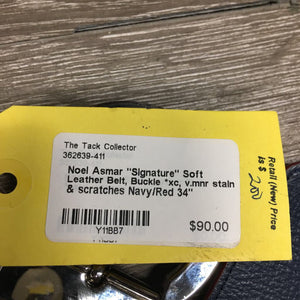 The Tack Collector
362639-411
Noel Asmar "Signature" Soft
Leather Belt, Buckle *xc, v.mnr stain
& scratches Navy/Red 34"
Y11BB7
$90.00
Retail (New) Price
is $ 200